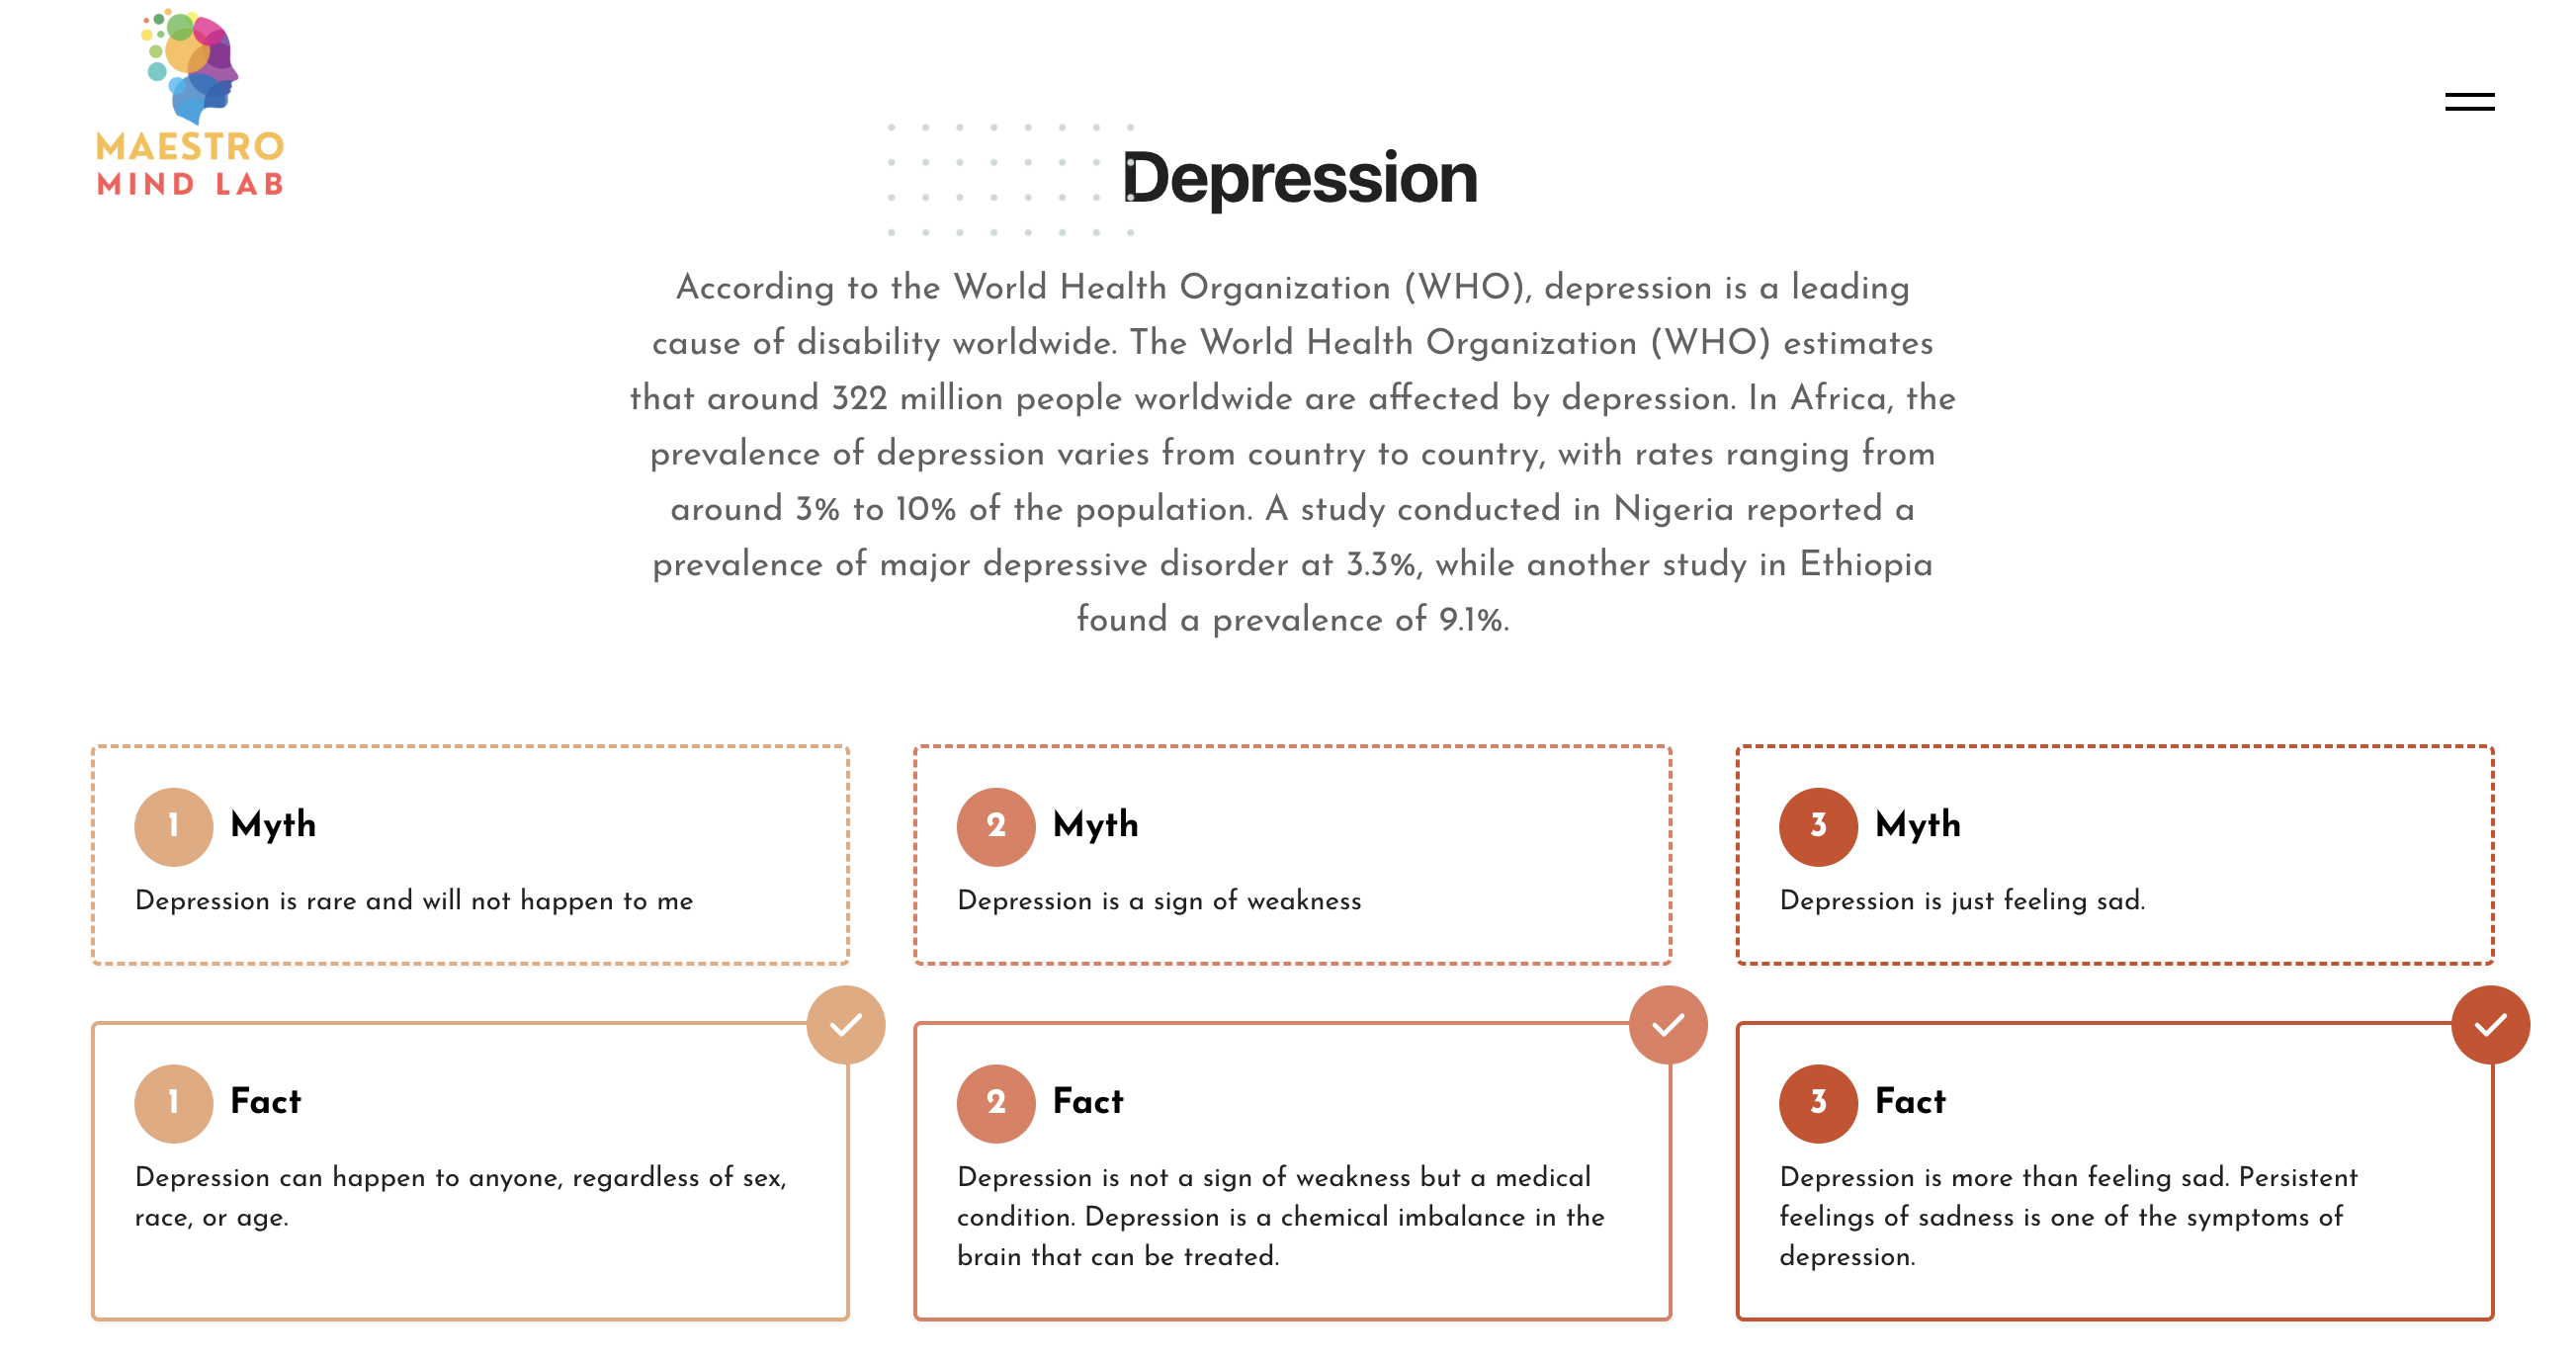 MAESTRO
MIND LAB
Depression
According to the World Health Organization (WHO), depression is a leading
cause of disability worldwide. The World Health Organization (WHO) estimates
that around 322 million people worldwide are affected by depression. In Africa, the
prevalence of depression varies from country to country, with rates ranging from
around 3% to 10% of the population. A study conducted in Nigeria reported a
prevalence of major depressive disorder at 3.3%, while another study in Ethiopia
found a prevalence of 9.1%.
1 Myth
Depression is rare and will not happen to me
2 Myth
Depression is a sign of weakness
3 Myth
Depression is just feeling sad.
1 Fact
Depression can happen to anyone, regardless of sex,
race, or age.
2 Fact
Depression is not a sign of weakness but a medical
condition. Depression is a chemical imbalance in the
brain that can be treated.
3 Fact
Depression is more than feeling sad. Persistent
feelings of sadness is one of the symptoms of
depression.